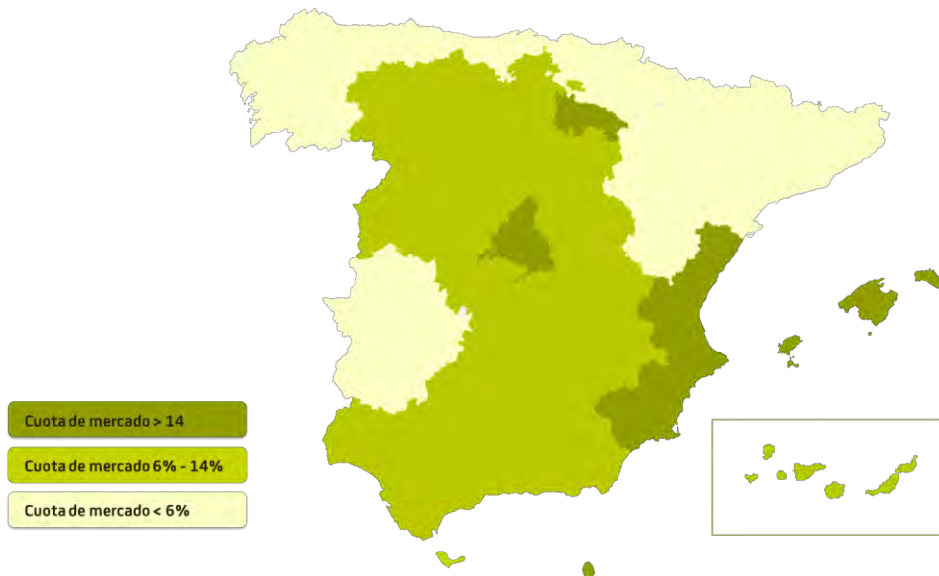 Cuota de mercado > 14
Cuota de mercado 6% - 14%
Cuota de mercado < 6%